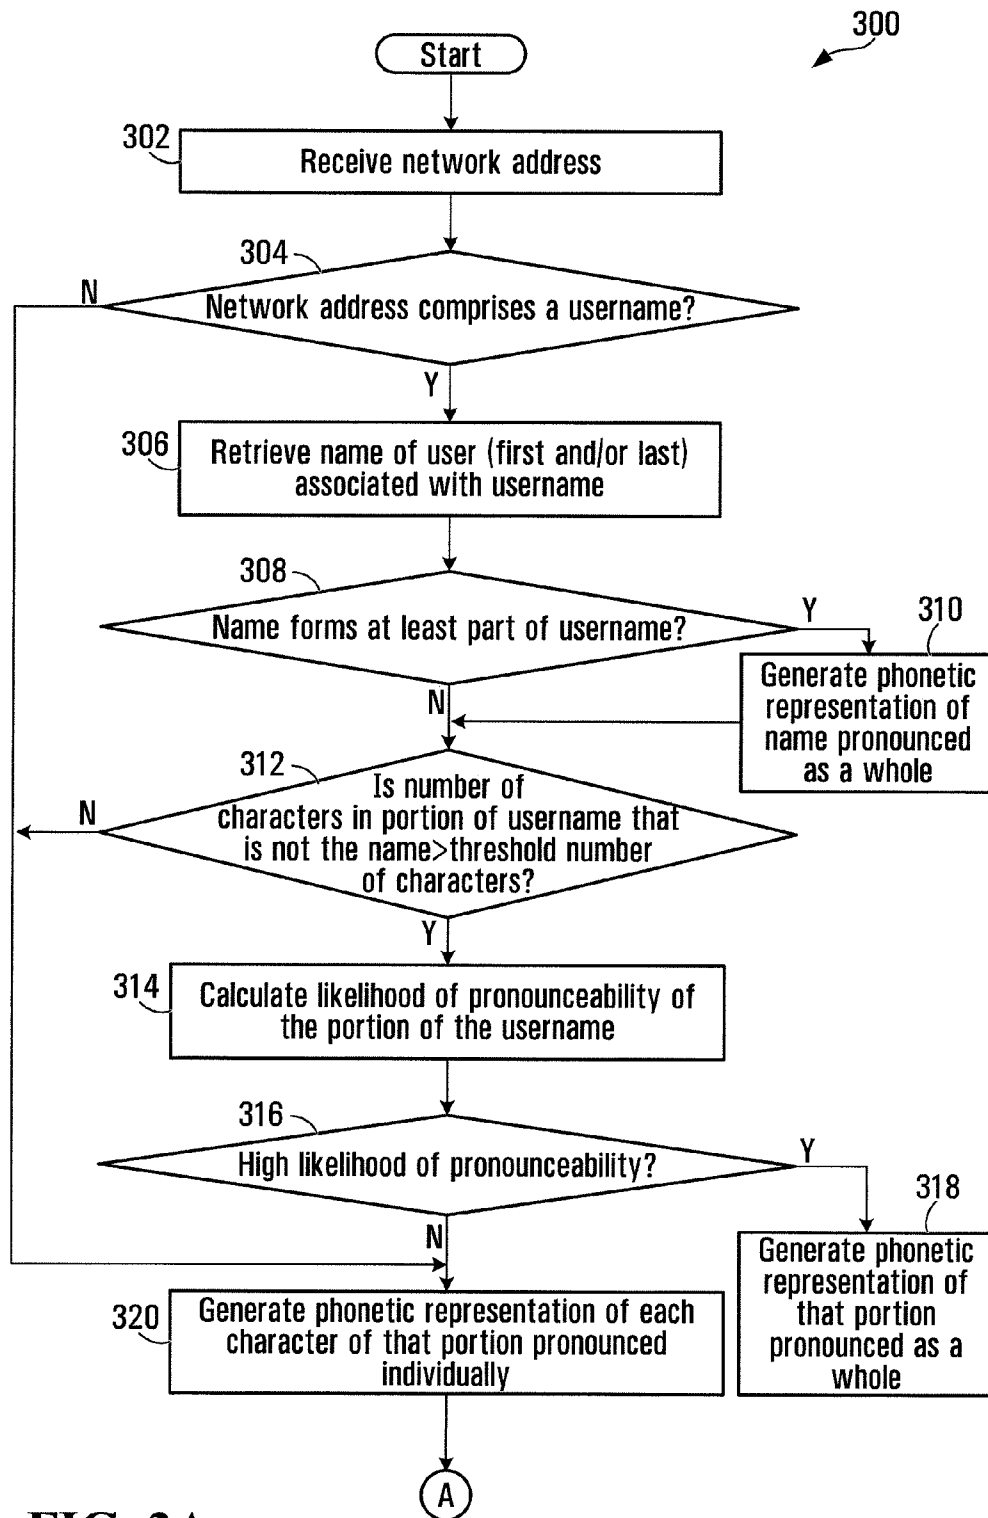 300
Start
302
Receive network address
304
N
Network address comprises a username?
Y
306
Retrieve name of user (first and/or last)
associated with username
308
Name forms at least part of username?
Y
310
Generate phonetic
representation of
name pronounced
as a whole
N
312
N
Is number of
characters in portion of username that
is not the name>threshold number
of characters?
Y
314
Calculate likelihood of pronounceability of
the portion of the username
316
High likelihood of pronounceability?
Y
318
Generate phonetic
representation of
that portion
pronounced as a
whole
N
320
Generate phonetic representation of each
character of that portion pronounced
individually
A